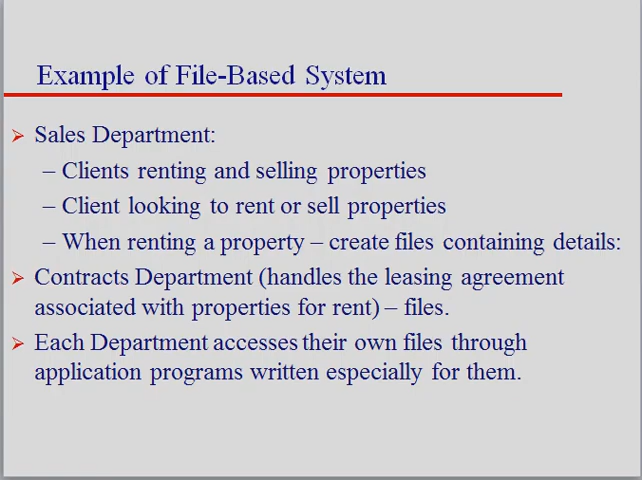 Example of File-Based System
➢ Sales Department:
– Clients renting and selling properties
– Client looking to rent or sell properties
– When renting a property – create files containing details:
➢ Contracts Department (handles the leasing agreement
associated with properties for rent) – files.
➢ Each Department accesses their own files through
application programs written especially for them.